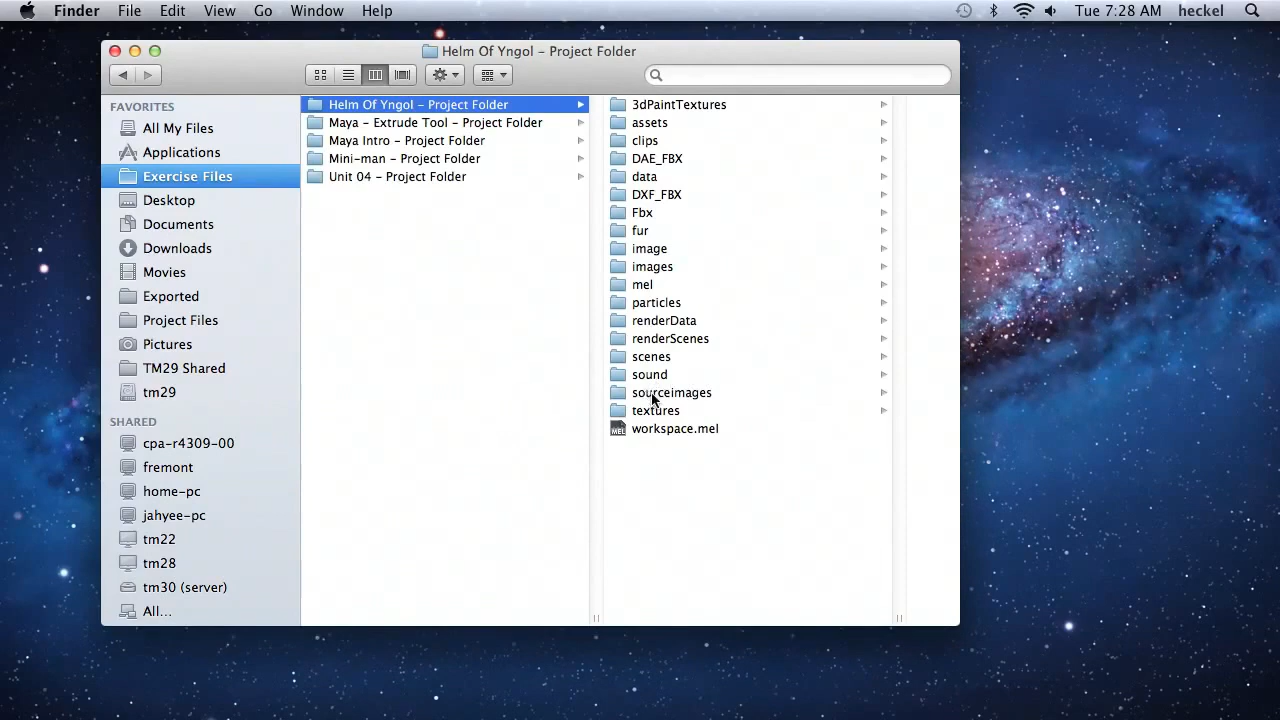 Finder File Edit View Go Window Help Tue 7:28 AM heckel
Helm Of Yngol – Project Folder
FAVORITES
All My Files
Applications
Exercise Files
Desktop
Documents
Downloads
Movies
Exported
Project Files
Pictures
TM29 Shared
tm29
SHARED
cpa-r4309-00
fremont
home-pc
jahyee-pc
tm22
tm28
tm30 (server)
All...
Helm Of Yngol – Project Folder
Maya – Extrude Tool – Project Folder
Maya Intro – Project Folder
Mini-man – Project Folder
Unit 04 – Project Folder
3dPaintTextures
assets
clips
DAE_FBX
data
DXF_FBX
Fbx
fur
image
images
mel
particles
renderData
renderScenes
scenes
sound
sourceimages
textures
MEL workspace.mel